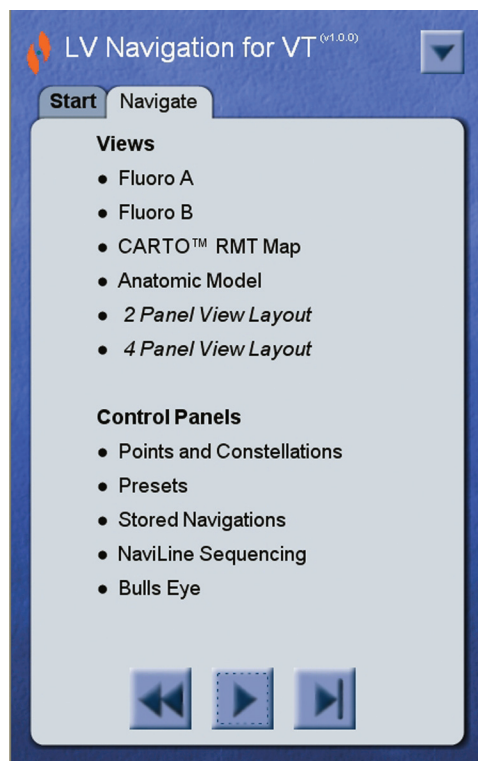 LV Navigation for VT (v1.0.0)
Start Navigate
Views
• Fluoro A
• Fluoro B
• CARTO™ RMT Map
• Anatomic Model
• 2 Panel View Layout
• 4 Panel View Layout
Control Panels
• Points and Constellations
• Presets
• Stored Navigations
• NaviLine Sequencing
• Bulls Eye